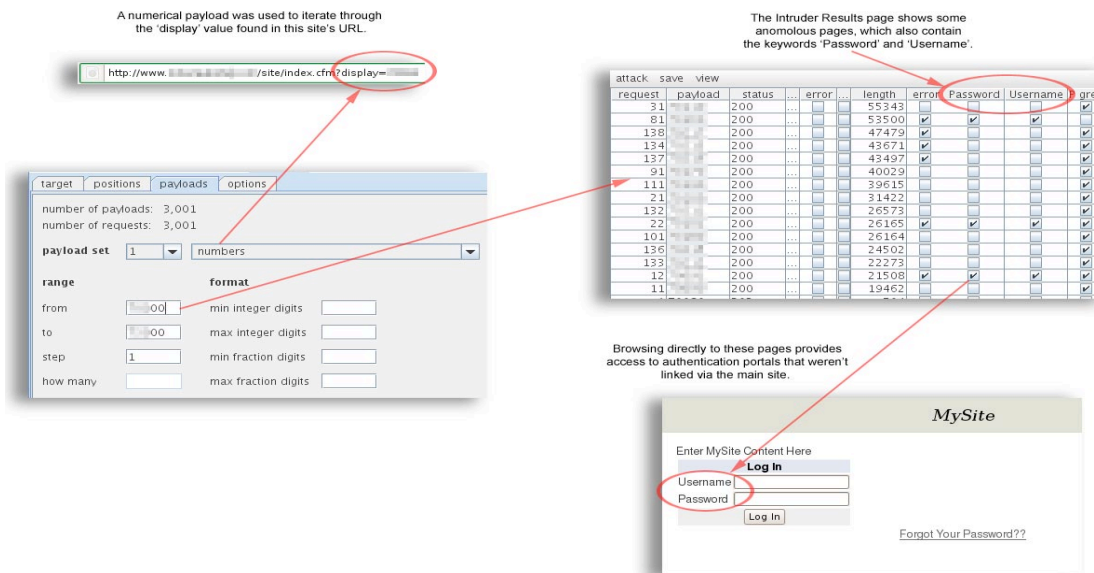 A numerical payload was used to iterate through
the 'display' value found in this site's URL.
http://www. /site/index.cfm?display=
target positions payloads options
number of payloads: 3,001
number of requests: 3,001
payload set 1 numbers
range format
from 00 min integer digits
to 00 max integer digits
step 1 min fraction digits
how many max fraction digits
The Intruder Results page shows some
anomolous pages, which also contain
the keywords 'Password' and 'Username'.
attack save view
request payload status ... error ... length error Password Username P gre
31 200 ... 55343
81 200 ... 53500
138 200 ... 47479
134 200 ... 43671
137 200 ... 43497
91 200 ... 40029
111 200 ... 39615
21 200 ... 31422
132 200 ... 26573
22 200 ... 26165
101 200 ... 26164
136 200 ... 24502
133 200 ... 22273
12 200 ... 21508
11 200 ... 19462
Browsing directly to these pages provides
access to authentication portals that weren't
linked via the main site.
MySite
Enter MySite Content Here
Log In
Username
Password
Log In
Forgot Your Password??